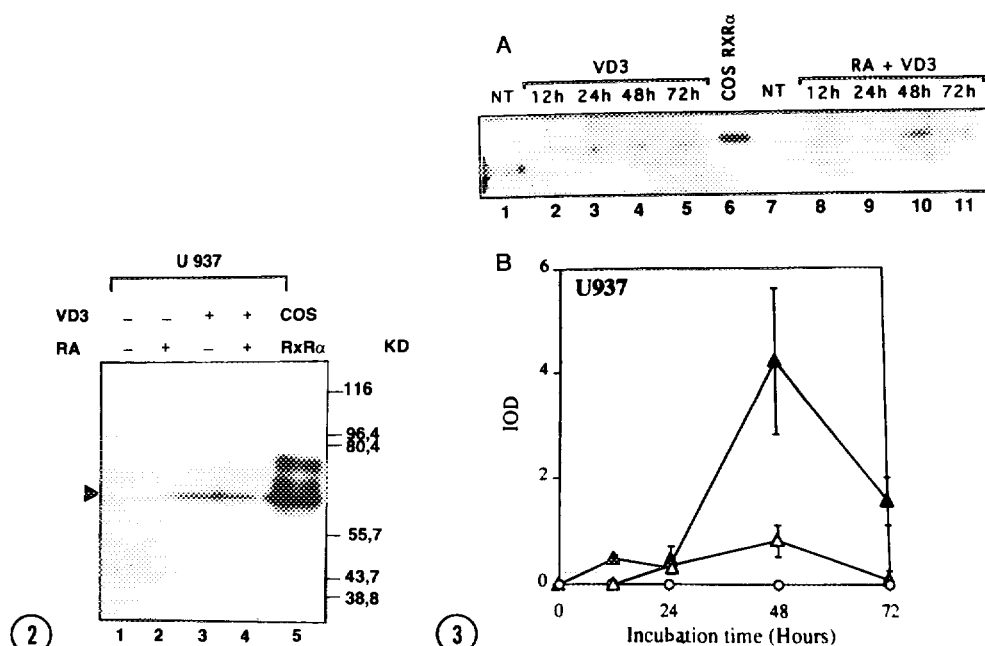 A
VD3
COS RXRα
RA + VD3
NT 12h 24h 48h 72h NT 12h 24h 48h 72h
1 2 3 4 5 6 7 8 9 10 11
U 937
VD3 – – + + COS
RA – + – + RxRα KD
116
96,4
80,4
55,7
43,7
38,8
1 2 3 4 5
2
B
U937
6
4
2
0
IOD
0 24 48 72
Incubation time (Hours)
3